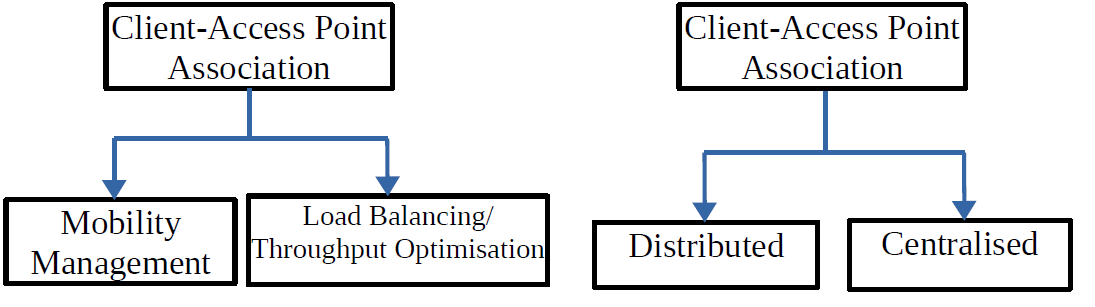 Client-Access Point
Association
Mobility
Management
Load Balancing/
Throughput Optimisation
Client-Access Point
Association
Distributed
Centralised